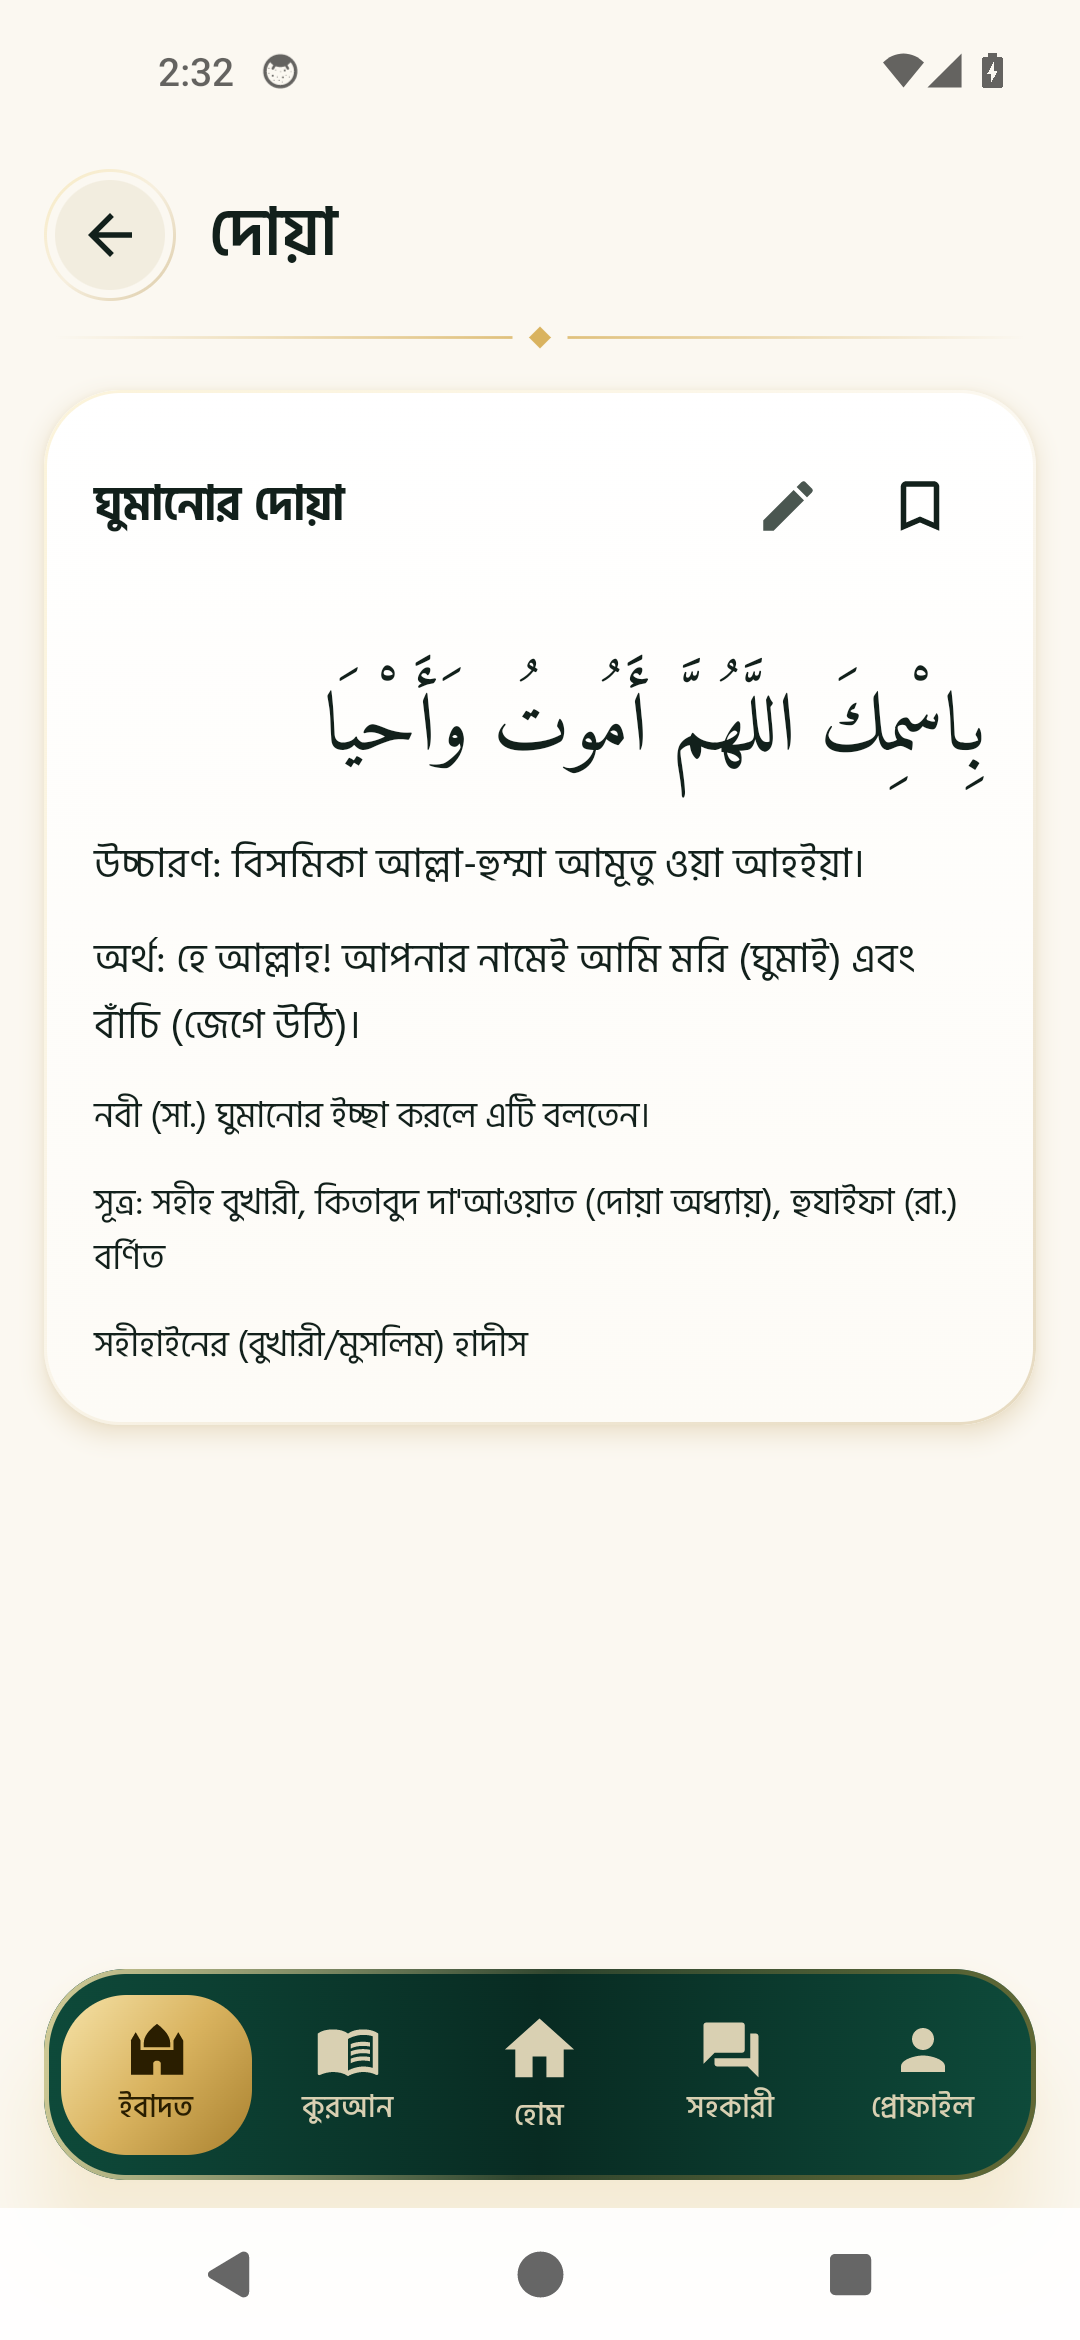 2:32
দোয়া
ঘুমানোর দোয়া
بِاسْمِكَ اللَّهُمَّ أَمُوتُ وَأَحْيَا
উচ্চারণ: বিসমিকা আল্লা-হুম্মা আমূতু ওয়া আহইয়া।
অর্থ: হে আল্লাহ! আপনার নামেই আমি মরি (ঘুমাই) এবং
বাঁচি (জেগে উঠি)।
নবী (সা.) ঘুমানোর ইচ্ছা করলে এটি বলতেন।
সূত্র: সহীহ বুখারী, কিতাবুদ দা'আওয়াত (দোয়া অধ্যায়), হুযাইফা (রা.)
বর্ণিত
সহীহাইনের (বুখারী/মুসলিম) হাদীস
ইবাদত
কুরআন
হোম
সহকারী
প্রোফাইল